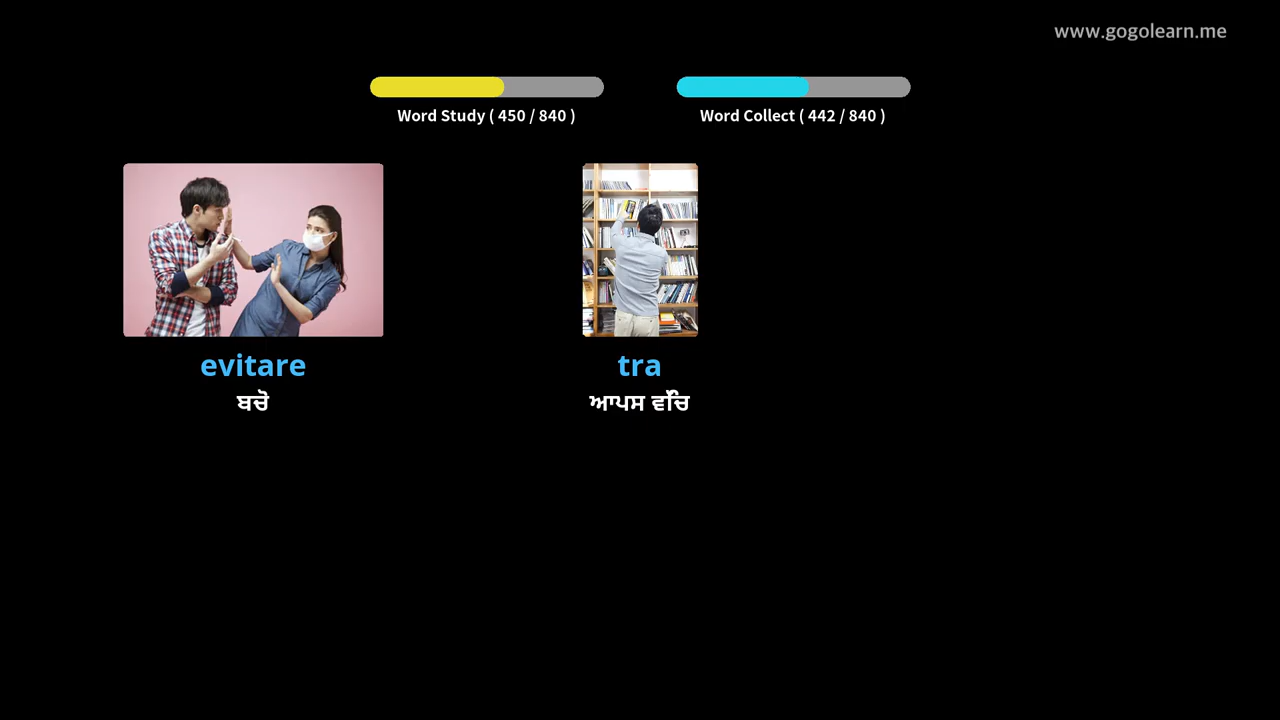 www.gogolearn.me
Word Study ( 450 / 840 )
Word Collect ( 442 / 840 )
evitare
ਬਚੋ
tra
ਆਪਸ ਵਿੱਚ